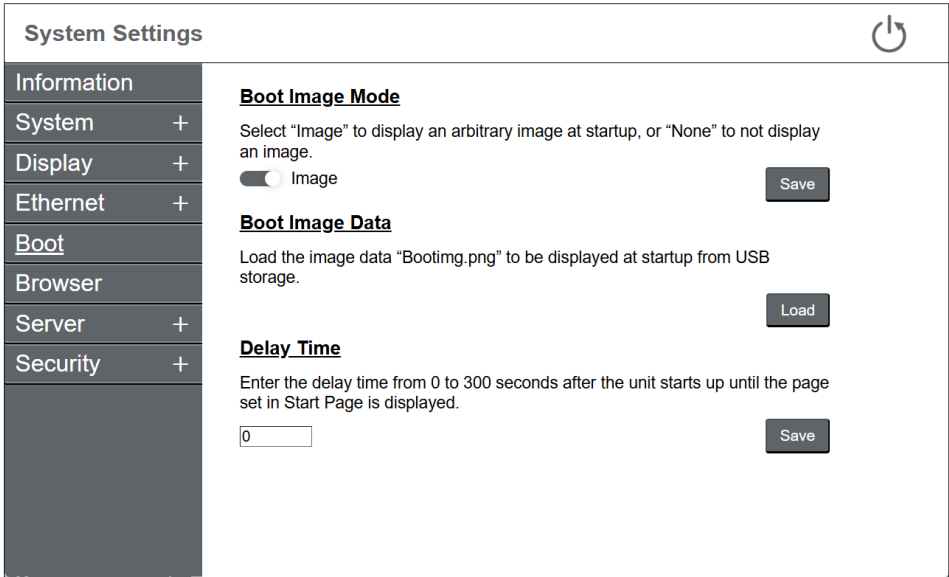 System Settings
Information
System +
Display +
Ethernet +
Boot
Browser
Server +
Security +
Boot Image Mode
Select “Image” to display an arbitrary image at startup, or “None” to not display
an image.
Image
Save
Boot Image Data
Load the image data “Bootimg.png” to be displayed at startup from USB
storage.
Load
Delay Time
Enter the delay time from 0 to 300 seconds after the unit starts up until the page
set in Start Page is displayed.
0
Save